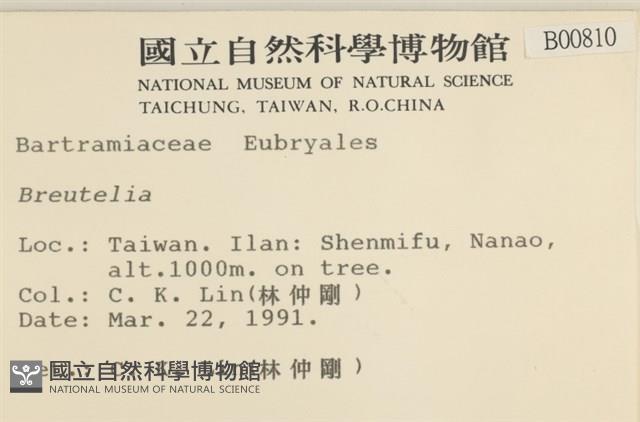 國立自然科學博物館
B00810
NATIONAL MUSEUM OF NATURAL SCIENCE
TAICHUNG, TAIWAN, R.O.CHINA
Bartramiaceae Eubryales
Breutelia
Loc.: Taiwan. Ilan: Shenmifu, Nanao,
alt.1000m. on tree.
Col.: C. K. Lin(林仲剛)
Date: Mar. 22, 1991.
林仲剛)
國立自然科學博物館
NATIONAL MUSEUM OF NATURAL SCIENCE